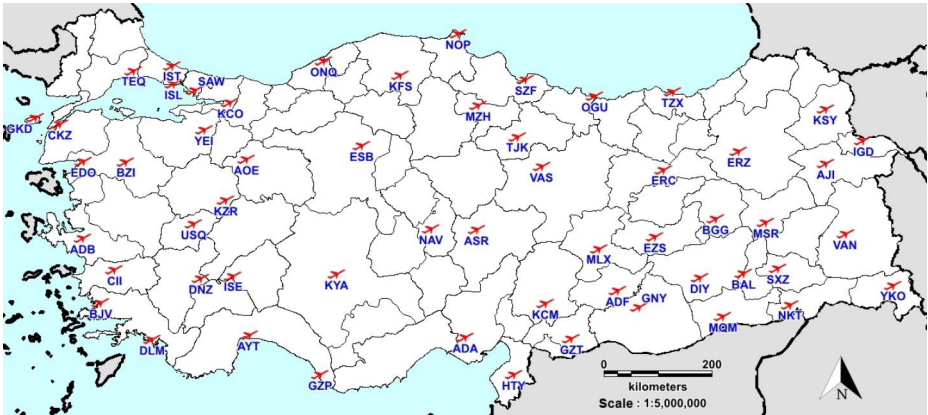 NOP
IST
TEQ
ISL
SAW
ONQ
KFS
SZF
KCO
MZH
OGU
TZX
KSY
GKD
CKZ
YEI
TJK
ESB
IGD
EDO
BZI
AOE
VAS
ERC
ERZ
AJI
KZR
USQ
NAV
ASR
BGG
MSR
VAN
ADB
EZS
MLX
CII
DNZ
ISE
KYA
DIY
BAL
SXZ
YKO
BJV
KCM
ADF
GNY
MQM
NKT
DLM
AYT
ADA
GZT
GZP
HTY
0 200
kilometers
Scale : 1:5,000,000
N